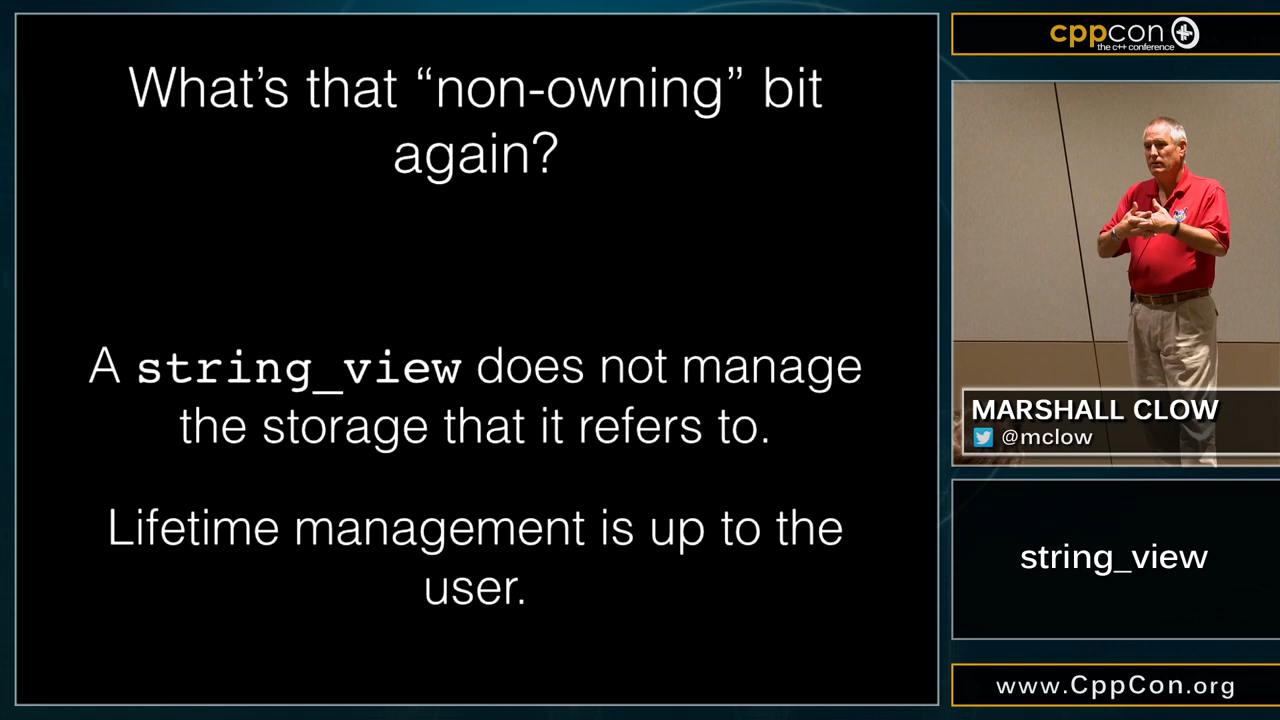 What's that “non-owning” bit
again?
A string_view does not manage
the storage that it refers to.
Lifetime management is up to the
user.
cppcon
the c++ conference
MARSHALL CLOW
@mclow
string_view
www.CppCon.org